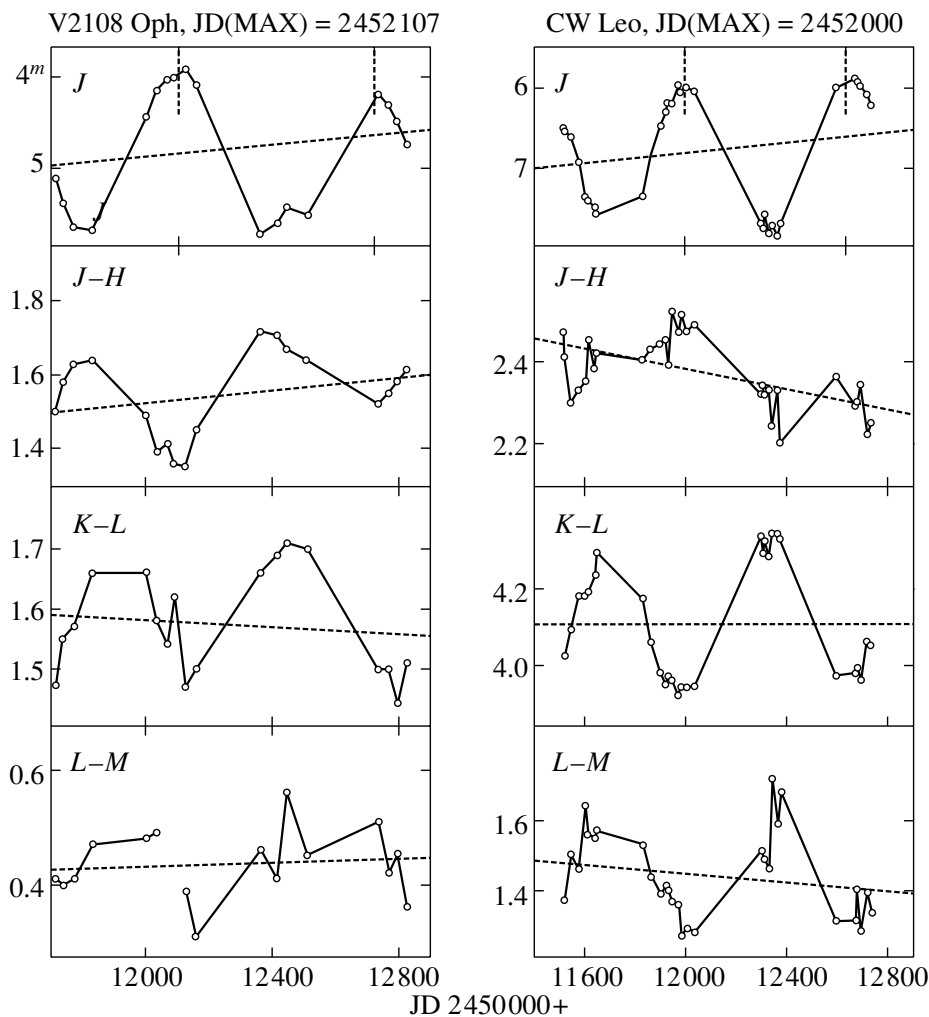 V2108 Oph, JD(MAX) = 2452107
4ᵐ
J
5
J
J–H
1.8
1.6
1.4
K–L
1.7
1.6
1.5
L–M
0.6
0.4
12000 12400 12800
CW Leo, JD(MAX) = 2452000
J
6
7
J–H
2.4
2.2
K–L
4.2
4.0
L–M
1.6
1.4
11600 12000 12400 12800
JD 2450000+